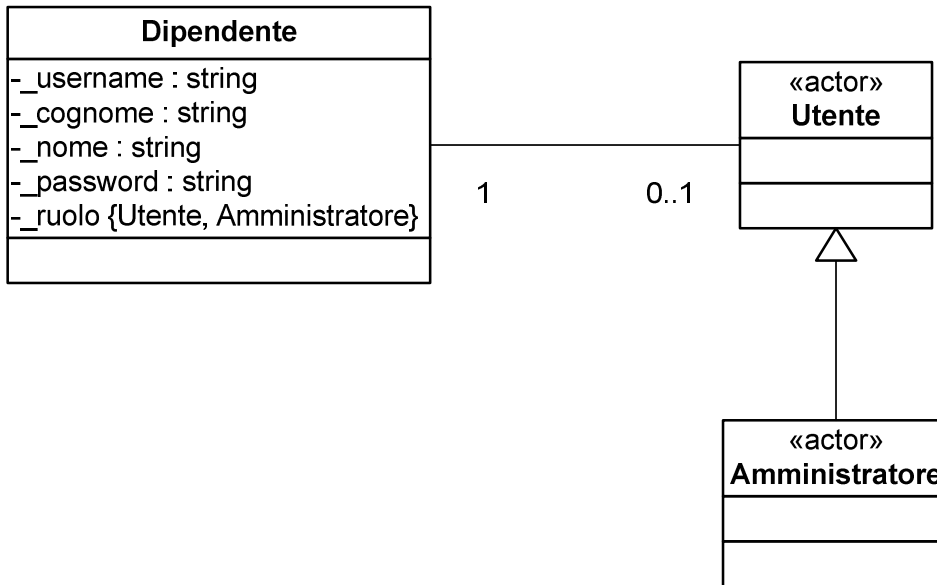 Dipendente
-_username : string
-_cognome : string
-_nome : string
-_password : string
-_ruolo {Utente, Amministratore}
1
0..1
«actor»
Utente
«actor»
Amministratore